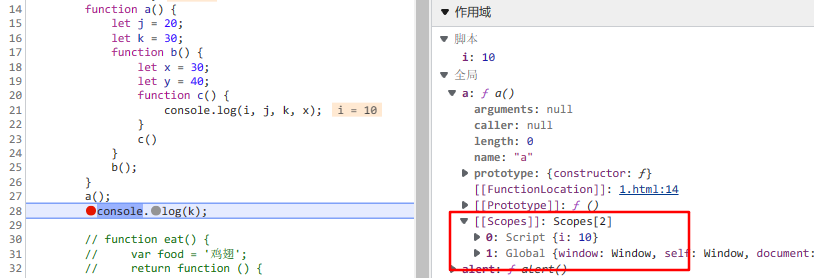 14 function a() {
15 let j = 20;
16 let k = 30;
17 function b() {
18 let x = 30;
19 let y = 40;
20 function c() {
21 console.log(i, j, k, x); i = 10
22 }
23 c()
24 }
25 b();
26 }
27 a();
28 console.log(k);
29
30 // function eat() {
31 // var food = '鸡翅';
32 // return function () {
作用域
脚本
i: 10
全局
a: ƒ a()
arguments: null
caller: null
length: 0
name: "a"
prototype: {constructor: ƒ}
[[FunctionLocation]]: 1.html:14
[[Prototype]]: ƒ ()
[[Scopes]]: Scopes[2]
0: Script {i: 10}
1: Global {window: Window, self: Window, document:
alert: ƒ alert()